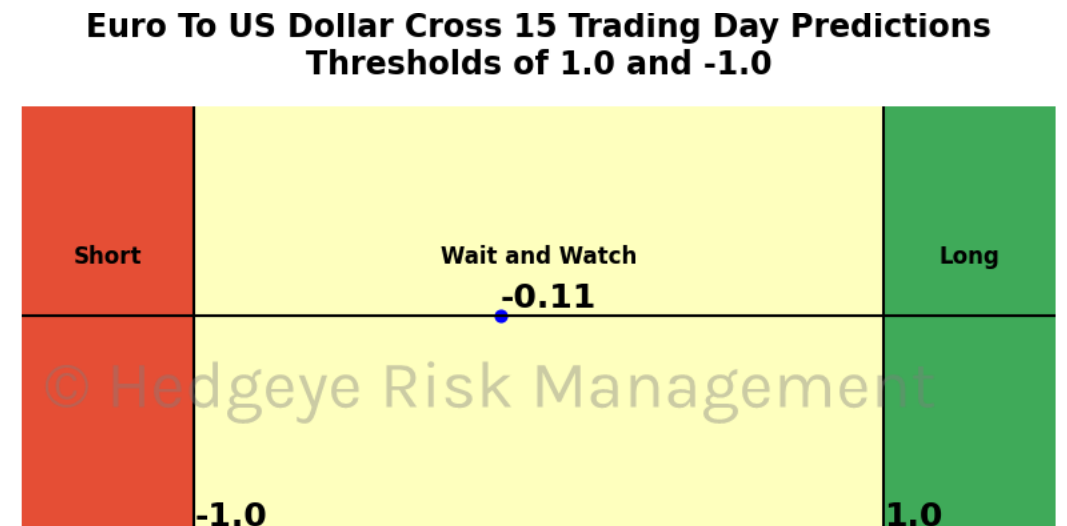 Euro To US Dollar Cross 15 Trading Day Predictions
Thresholds of 1.0 and -1.0
Short
Wait and Watch
Long
-0.11
© Hedgeye Risk Management
-1.0
1.0